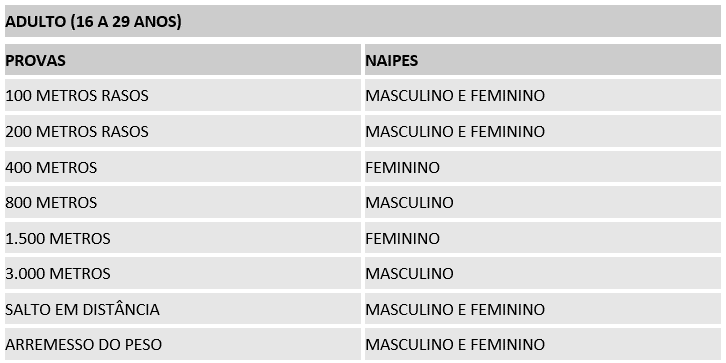 ADULTO (16 A 29 ANOS)
PROVAS NAIPES
100 METROS RASOS MASCULINO E FEMININO
200 METROS RASOS MASCULINO E FEMININO
400 METROS FEMININO
800 METROS MASCULINO
1.500 METROS FEMININO
3.000 METROS MASCULINO
SALTO EM DISTÂNCIA MASCULINO E FEMININO
ARREMESSO DO PESO MASCULINO E FEMININO